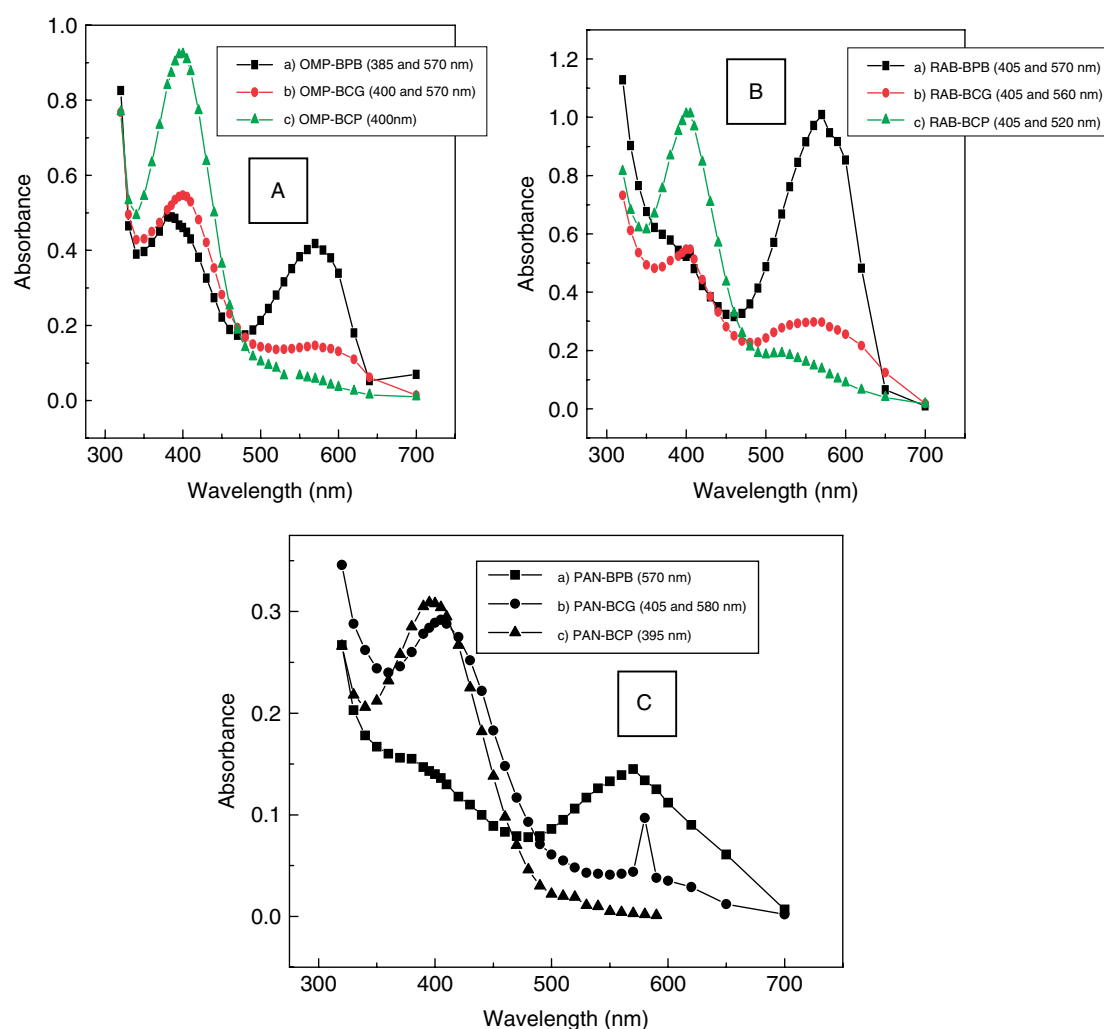 1.0
0.8
0.6
0.4
0.2
0.0
300 400 500 600 700
Absorbance
Wavelength (nm)
a) OMP-BPB (385 and 570 nm)
b) OMP-BCG (400 and 570 nm)
c) OMP-BCP (400nm)
A
1.2
1.0
0.8
0.6
0.4
0.2
0.0
300 400 500 600 700
Absorbance
Wavelength (nm)
a) RAB-BPB (405 and 570 nm)
b) RAB-BCG (405 and 560 nm)
c) RAB-BCP (405 and 520 nm)
B
0.3
0.2
0.1
0.0
300 400 500 600 700
Absorbance
Wavelength (nm)
a) PAN-BPB (570 nm)
b) PAN-BCG (405 and 580 nm)
c) PAN-BCP (395 nm)
C